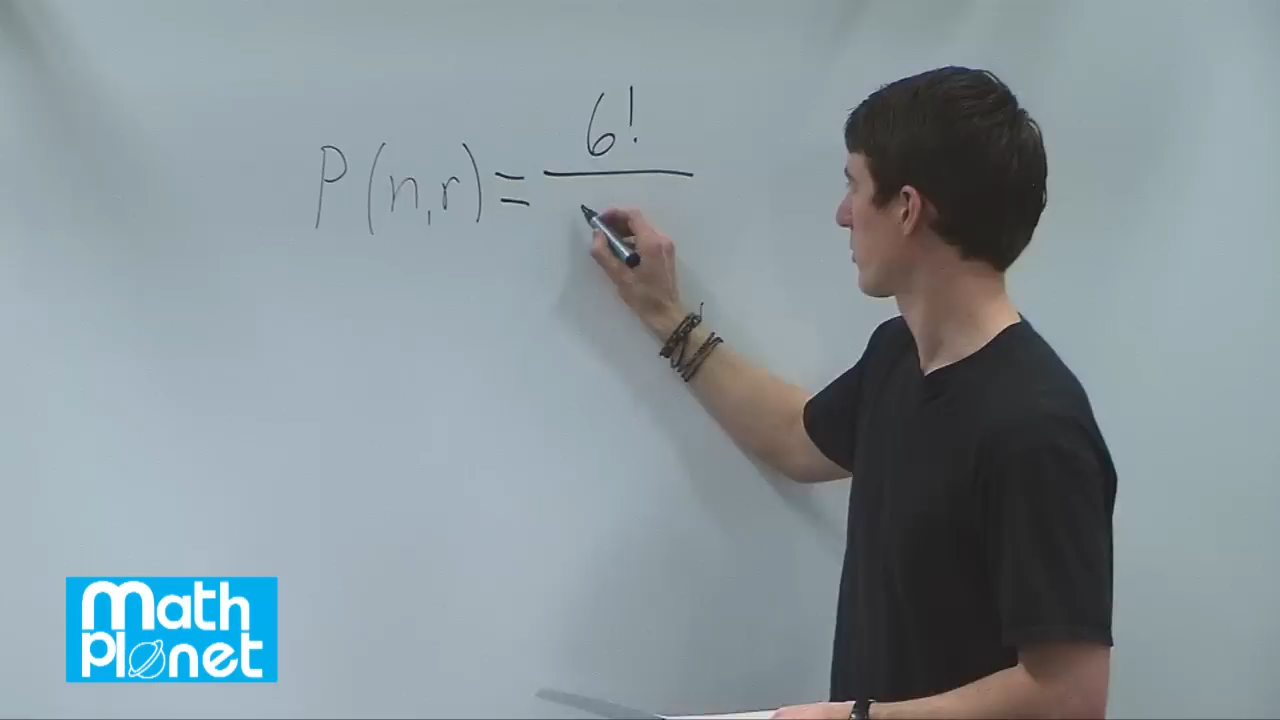 P(n,r) = 6!
Math
Planet